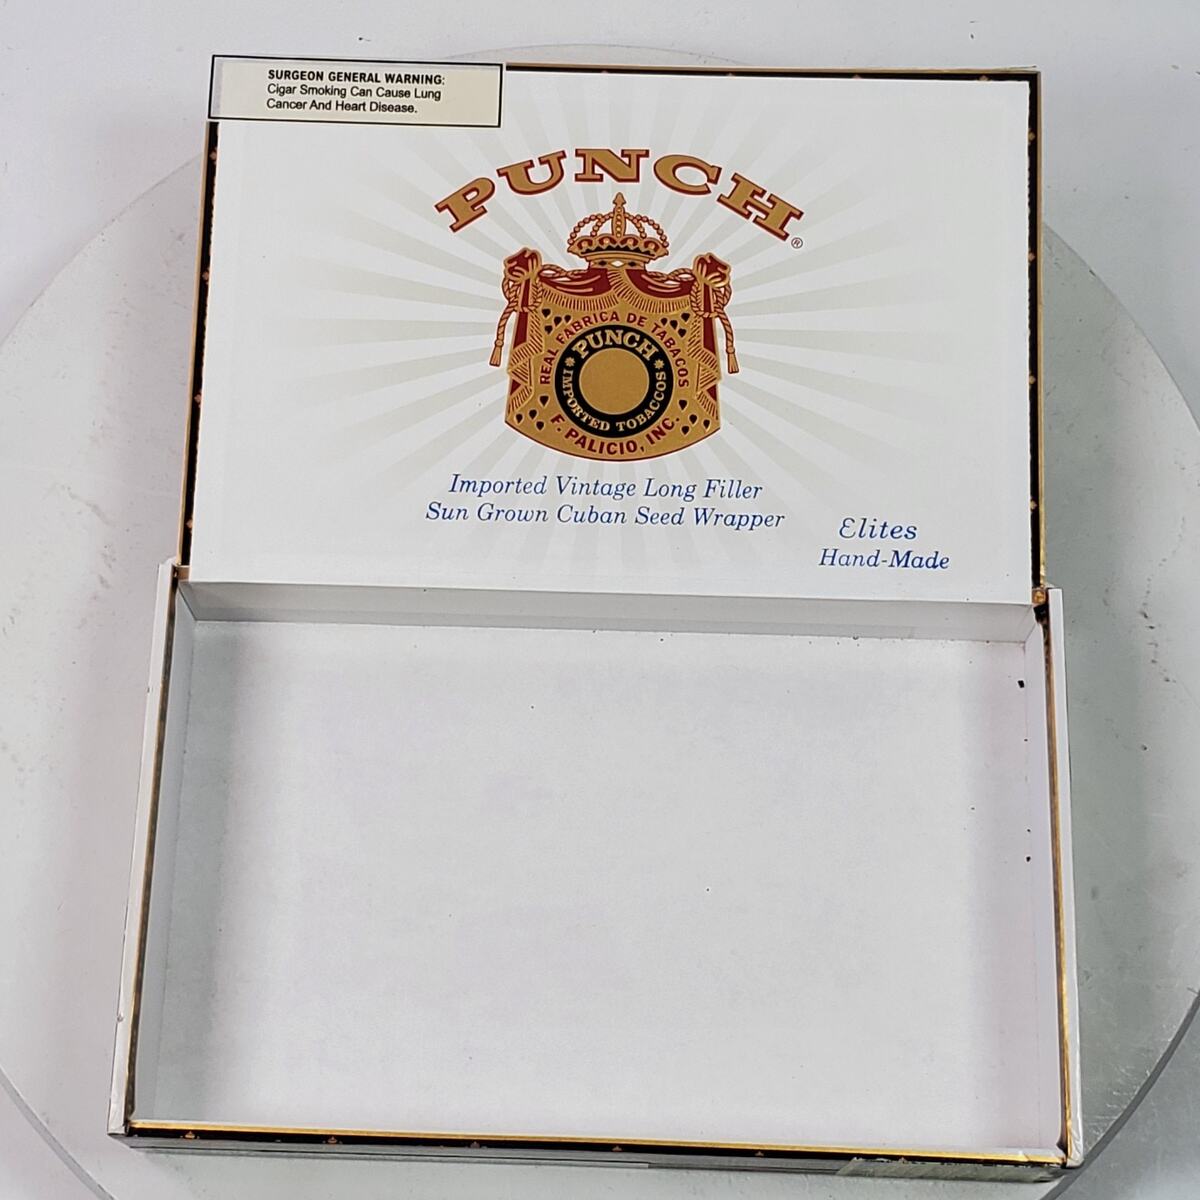 SURGEON GENERAL WARNING:
Cigar Smoking Can Cause Lung
Cancer And Heart Disease.
PUNCH®
REAL FABRICA DE TABACOS
PUNCH
IMPORTED TOBACCOS
F. PALICIO, INC.
Imported Vintage Long Filler
Sun Grown Cuban Seed Wrapper
Elites
Hand-Made